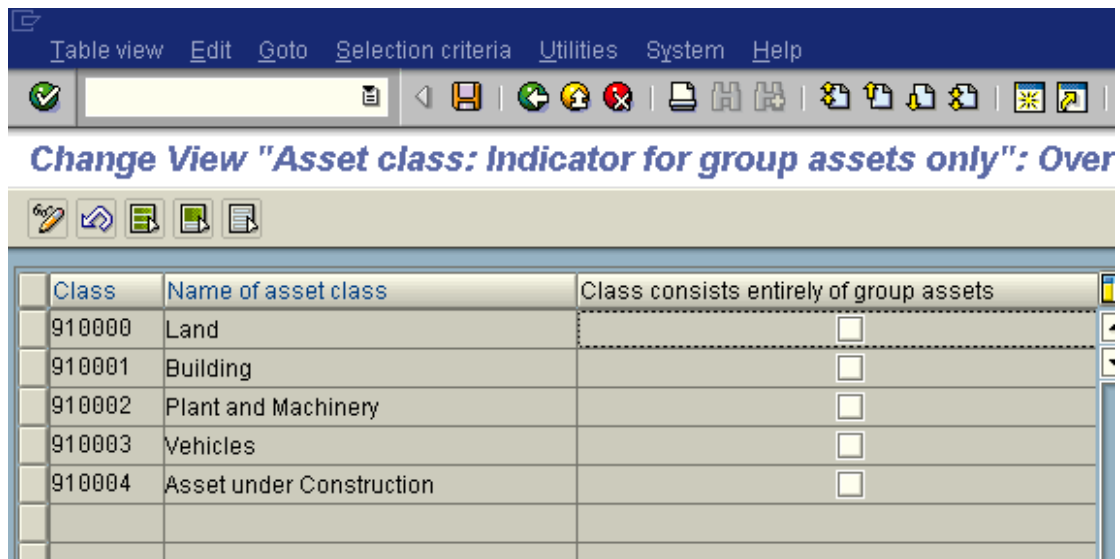 Table view Edit Goto Selection criteria Utilities System Help
Change View "Asset class: Indicator for group assets only": Over
Class Name of asset class Class consists entirely of group assets
910000 Land
910001 Building
910002 Plant and Machinery
910003 Vehicles
910004 Asset under Construction